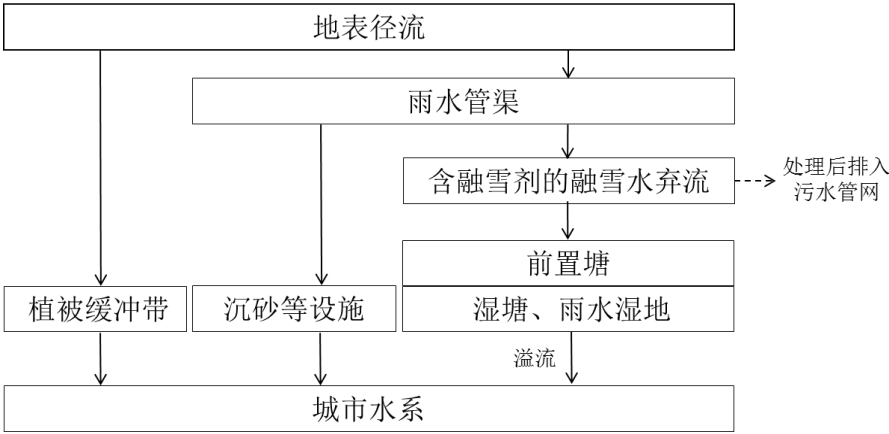 地表径流
雨水管渠
含融雪剂的融雪水弃流
处理后排入
污水管网
前置塘
植被缓冲带
沉砂等设施
湿塘、雨水湿地
溢流
城市水系